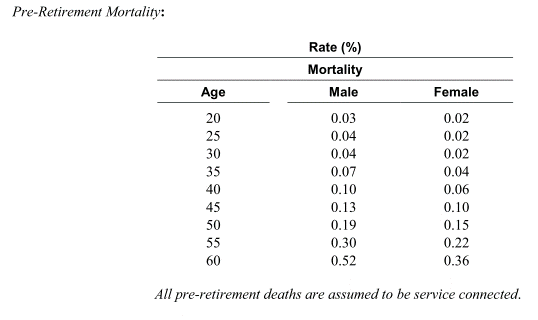 Pre-Retirement Mortality:
Rate (%)
Mortality
Age Male Female
20 0.03 0.02
25 0.04 0.02
30 0.04 0.02
35 0.07 0.04
40 0.10 0.06
45 0.13 0.10
50 0.19 0.15
55 0.30 0.22
60 0.52 0.36
All pre-retirement deaths are assumed to be service connected.